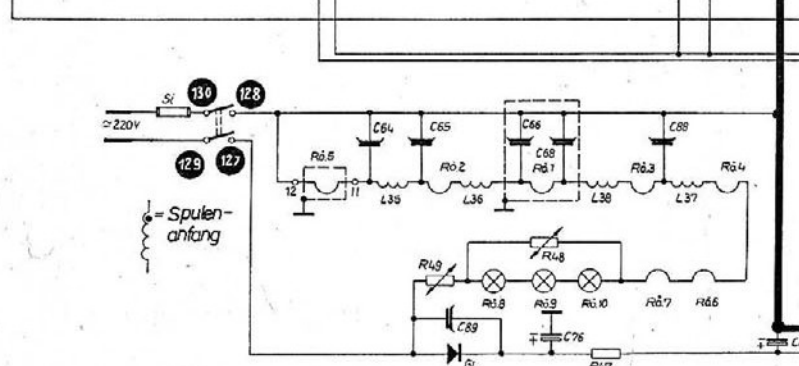 Si
130
128
≃220V
129
127
C64
C65
C66
C68
C88
Rö.5
Rö.2
Rö.1
Rö.3
Rö.4
12
11
L35
L36
L38
L37
= Spulen-
anfang
R48
R49
Rö.8
Rö.9
Rö.10
Rö.7
Rö.6
C89
C76
Gl